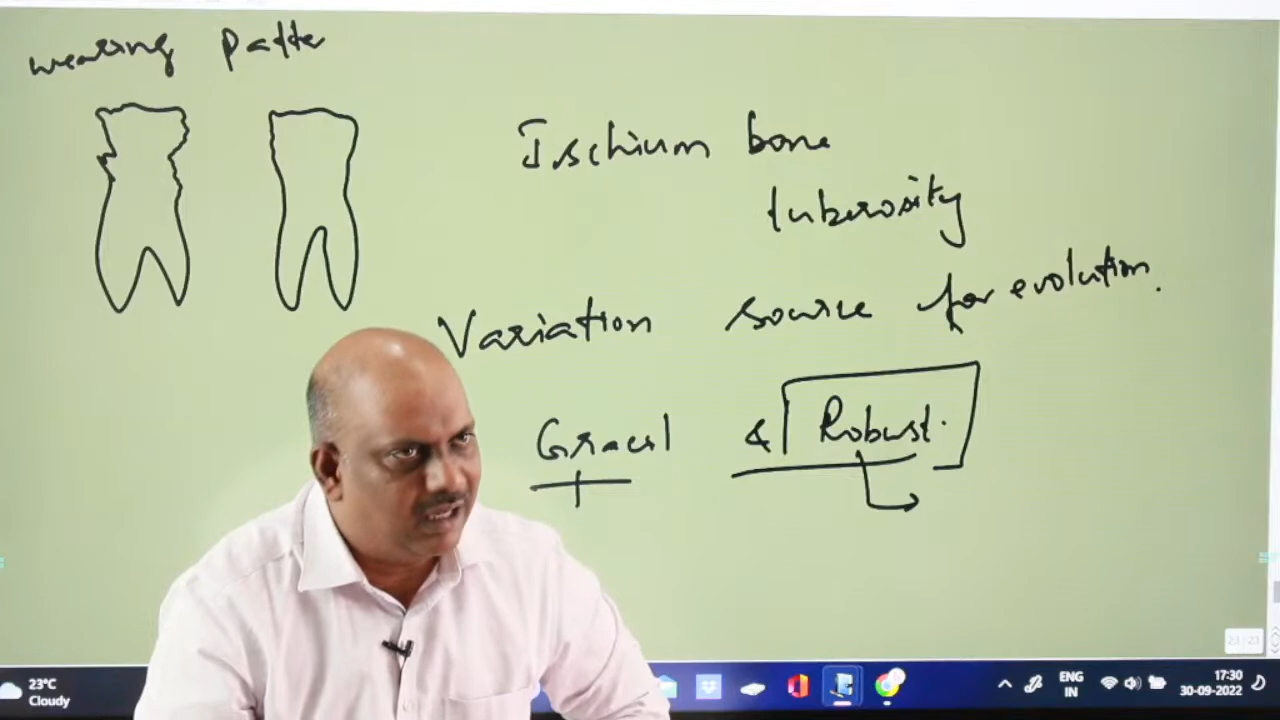 wearing patte
Ischium bone
tuberosity
Variation source for evolution.
Gracil & Robust.
23°C
Cloudy
ENG
IN
17:30
30-09-2022